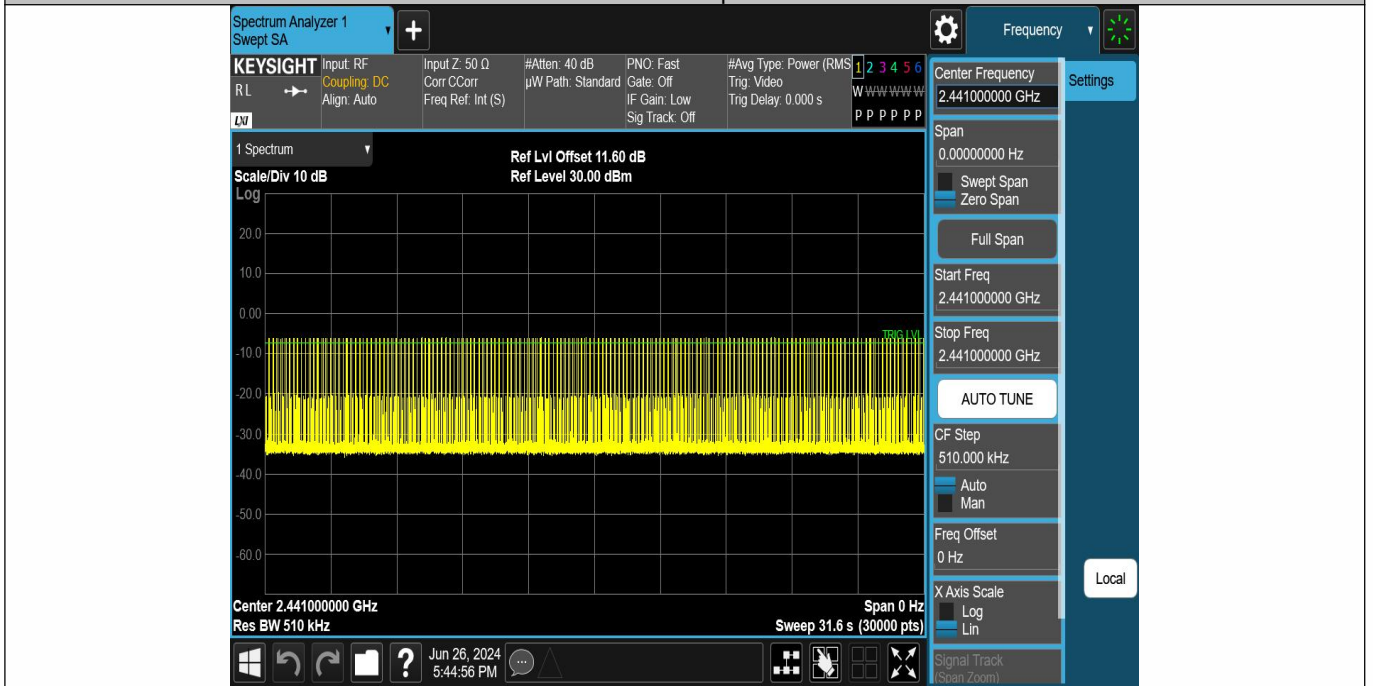 Spectrum Analyzer 1
Swept SA
+
Frequency
KEYSIGHT
R L
LXI
Input: RF
Coupling: DC
Align: Auto
Input Z: 50 Ω
Corr CCorr
Freq Ref: Int (S)
#Atten: 40 dB
µW Path: Standard
PNO: Fast
Gate: Off
IF Gain: Low
Sig Track: Off
#Avg Type: Power (RMS
Trig: Video
Trig Delay: 0.000 s
1 2 3 4 5 6
W W W W W W
P P P P P P
1 Spectrum
Scale/Div 10 dB
Ref Lvl Offset 11.60 dB
Ref Level 30.00 dBm
Log
20.0
10.0
0.00
-10.0
-20.0
-30.0
-40.0
-50.0
-60.0
TRIG LVL
Center 2.441000000 GHz
Res BW 510 kHz
Span 0 Hz
Sweep 31.6 s (30000 pts)
Center Frequency
2.441000000 GHz
Settings
Span
0.00000000 Hz
Swept Span
Zero Span
Full Span
Start Freq
2.441000000 GHz
Stop Freq
2.441000000 GHz
AUTO TUNE
CF Step
510.000 kHz
Auto
Man
Freq Offset
0 Hz
X Axis Scale
Log
Lin
Signal Track
(Span Zoom)
Local
?
Jun 26, 2024
5:44:56 PM